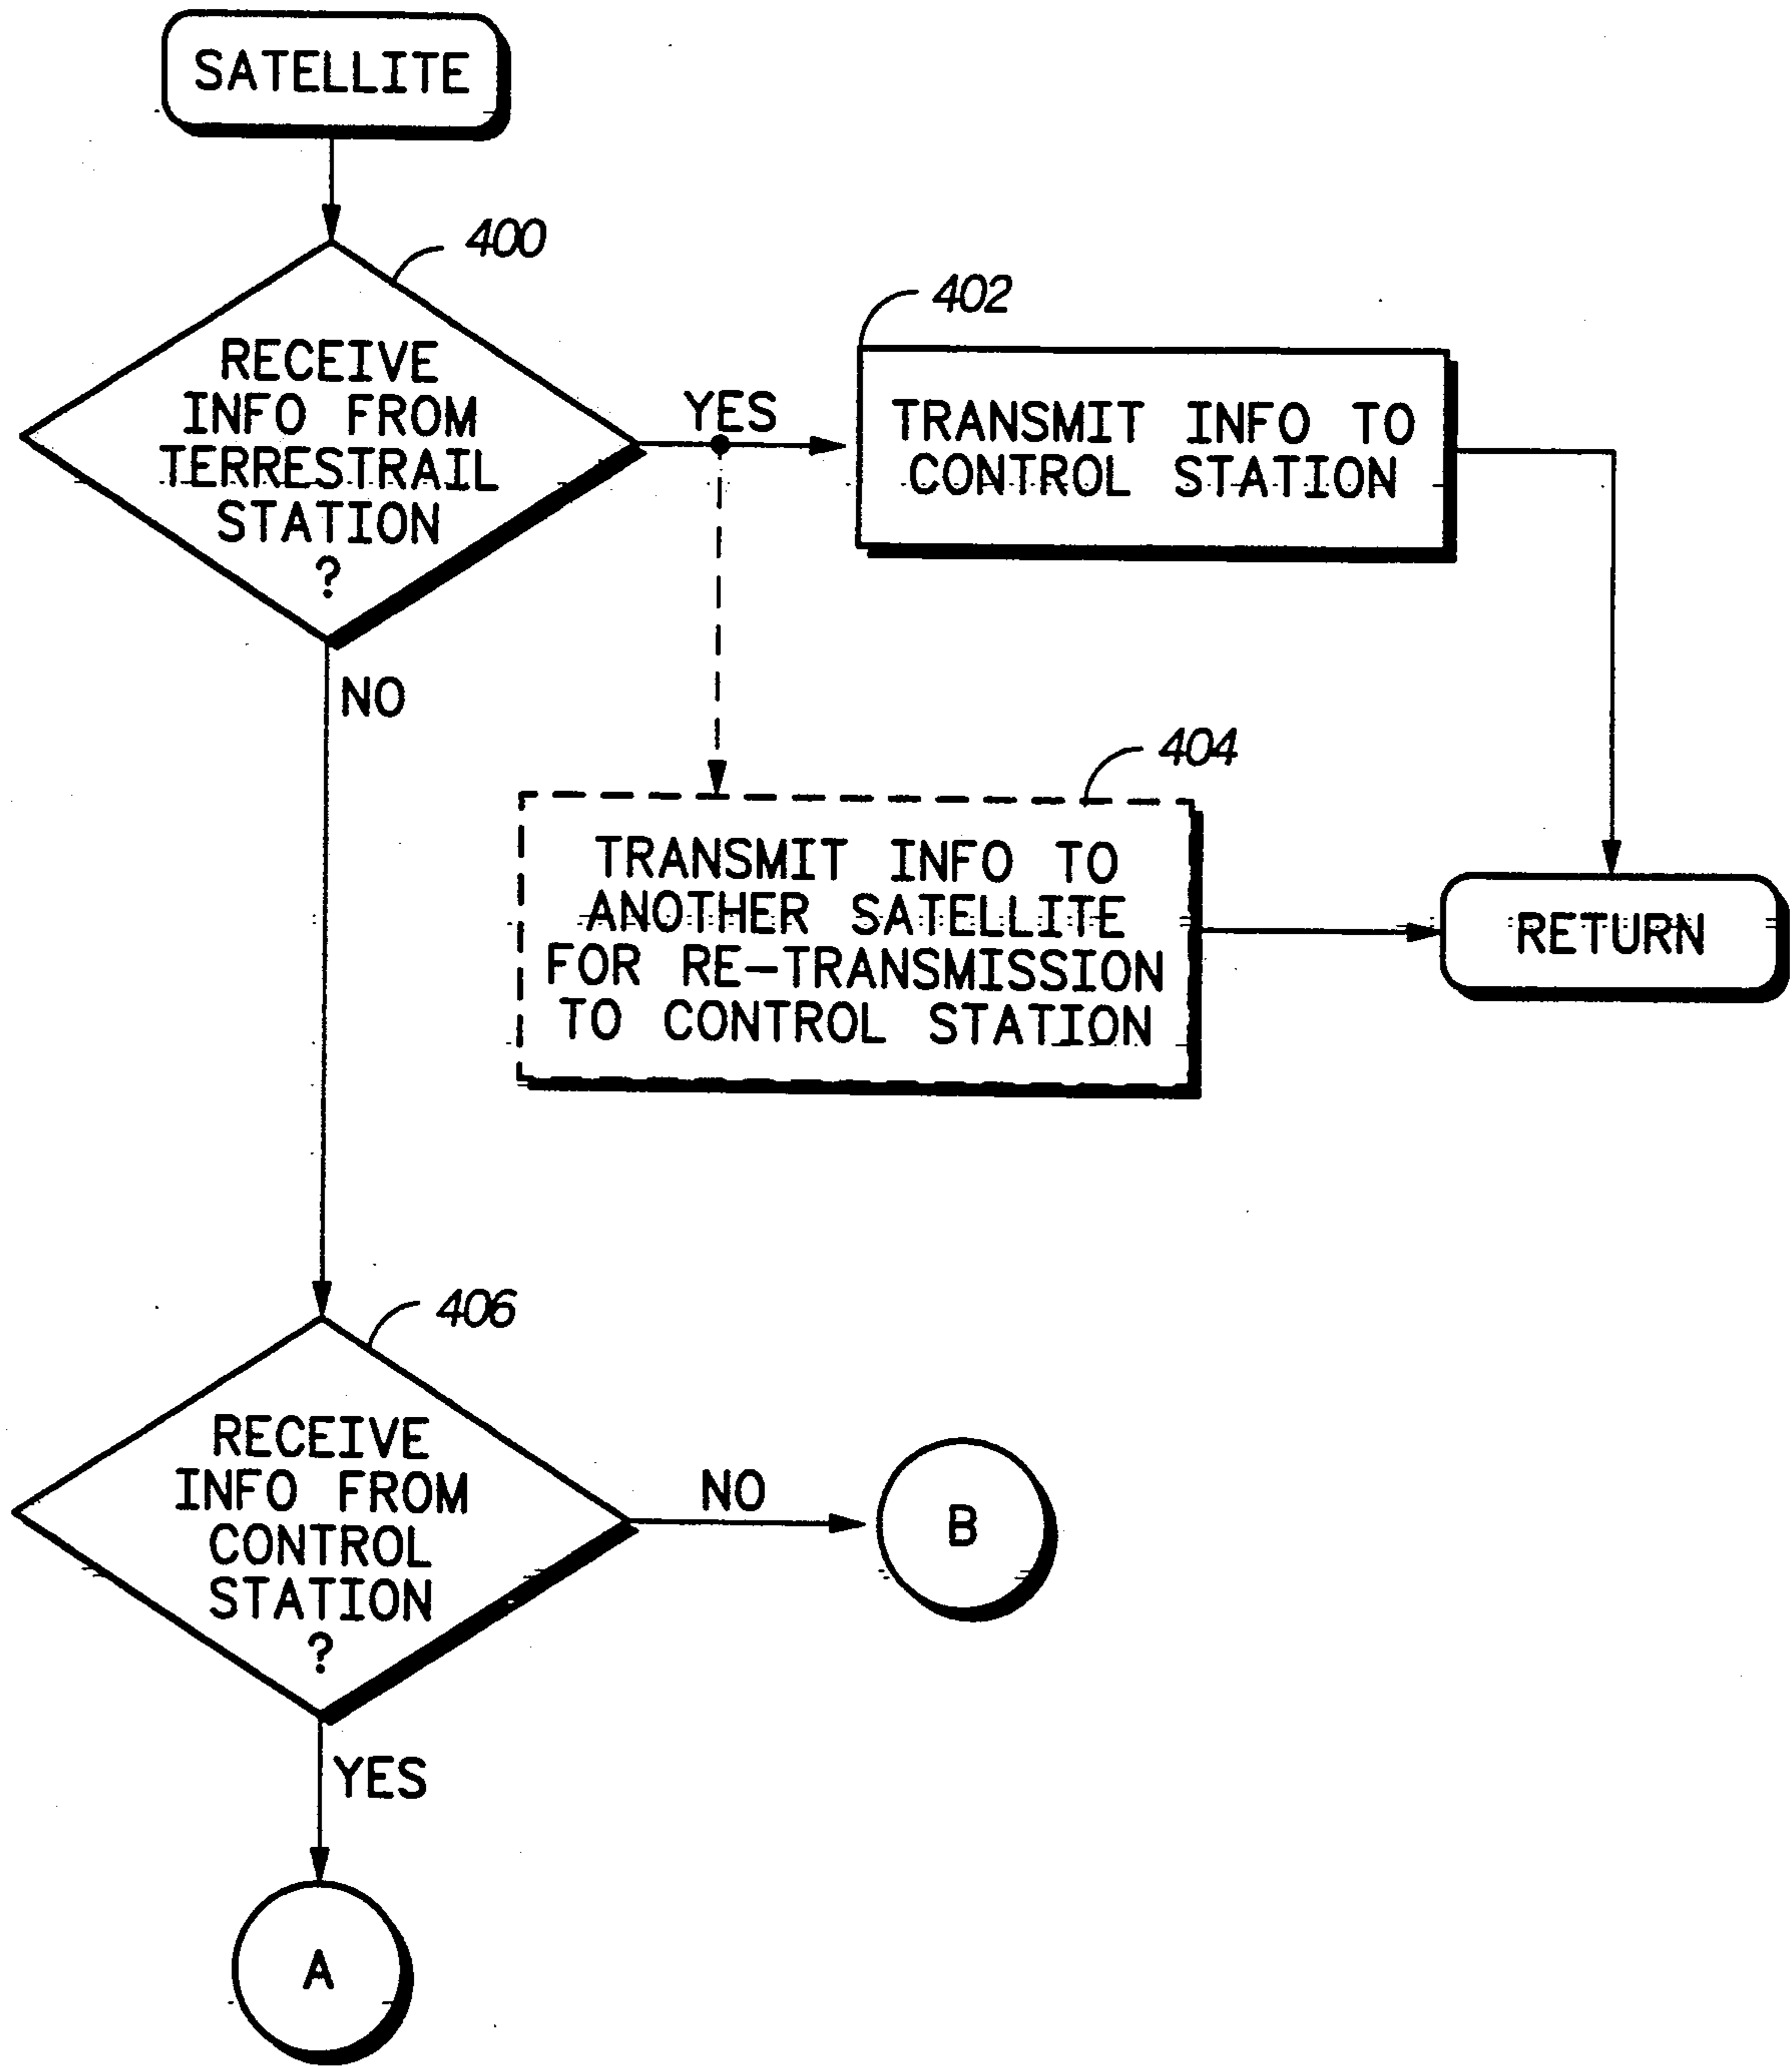 SATELLITE
400
RECEIVE
INFO FROM
TERRESTRAIL
STATION
?
YES
402
TRANSMIT INFO TO
CONTROL STATION
NO
404
TRANSMIT INFO TO
ANOTHER SATELLITE
FOR RE-TRANSMISSION
TO CONTROL STATION
RETURN
406
RECEIVE
INFO FROM
CONTROL
STATION
?
NO
B
YES
A